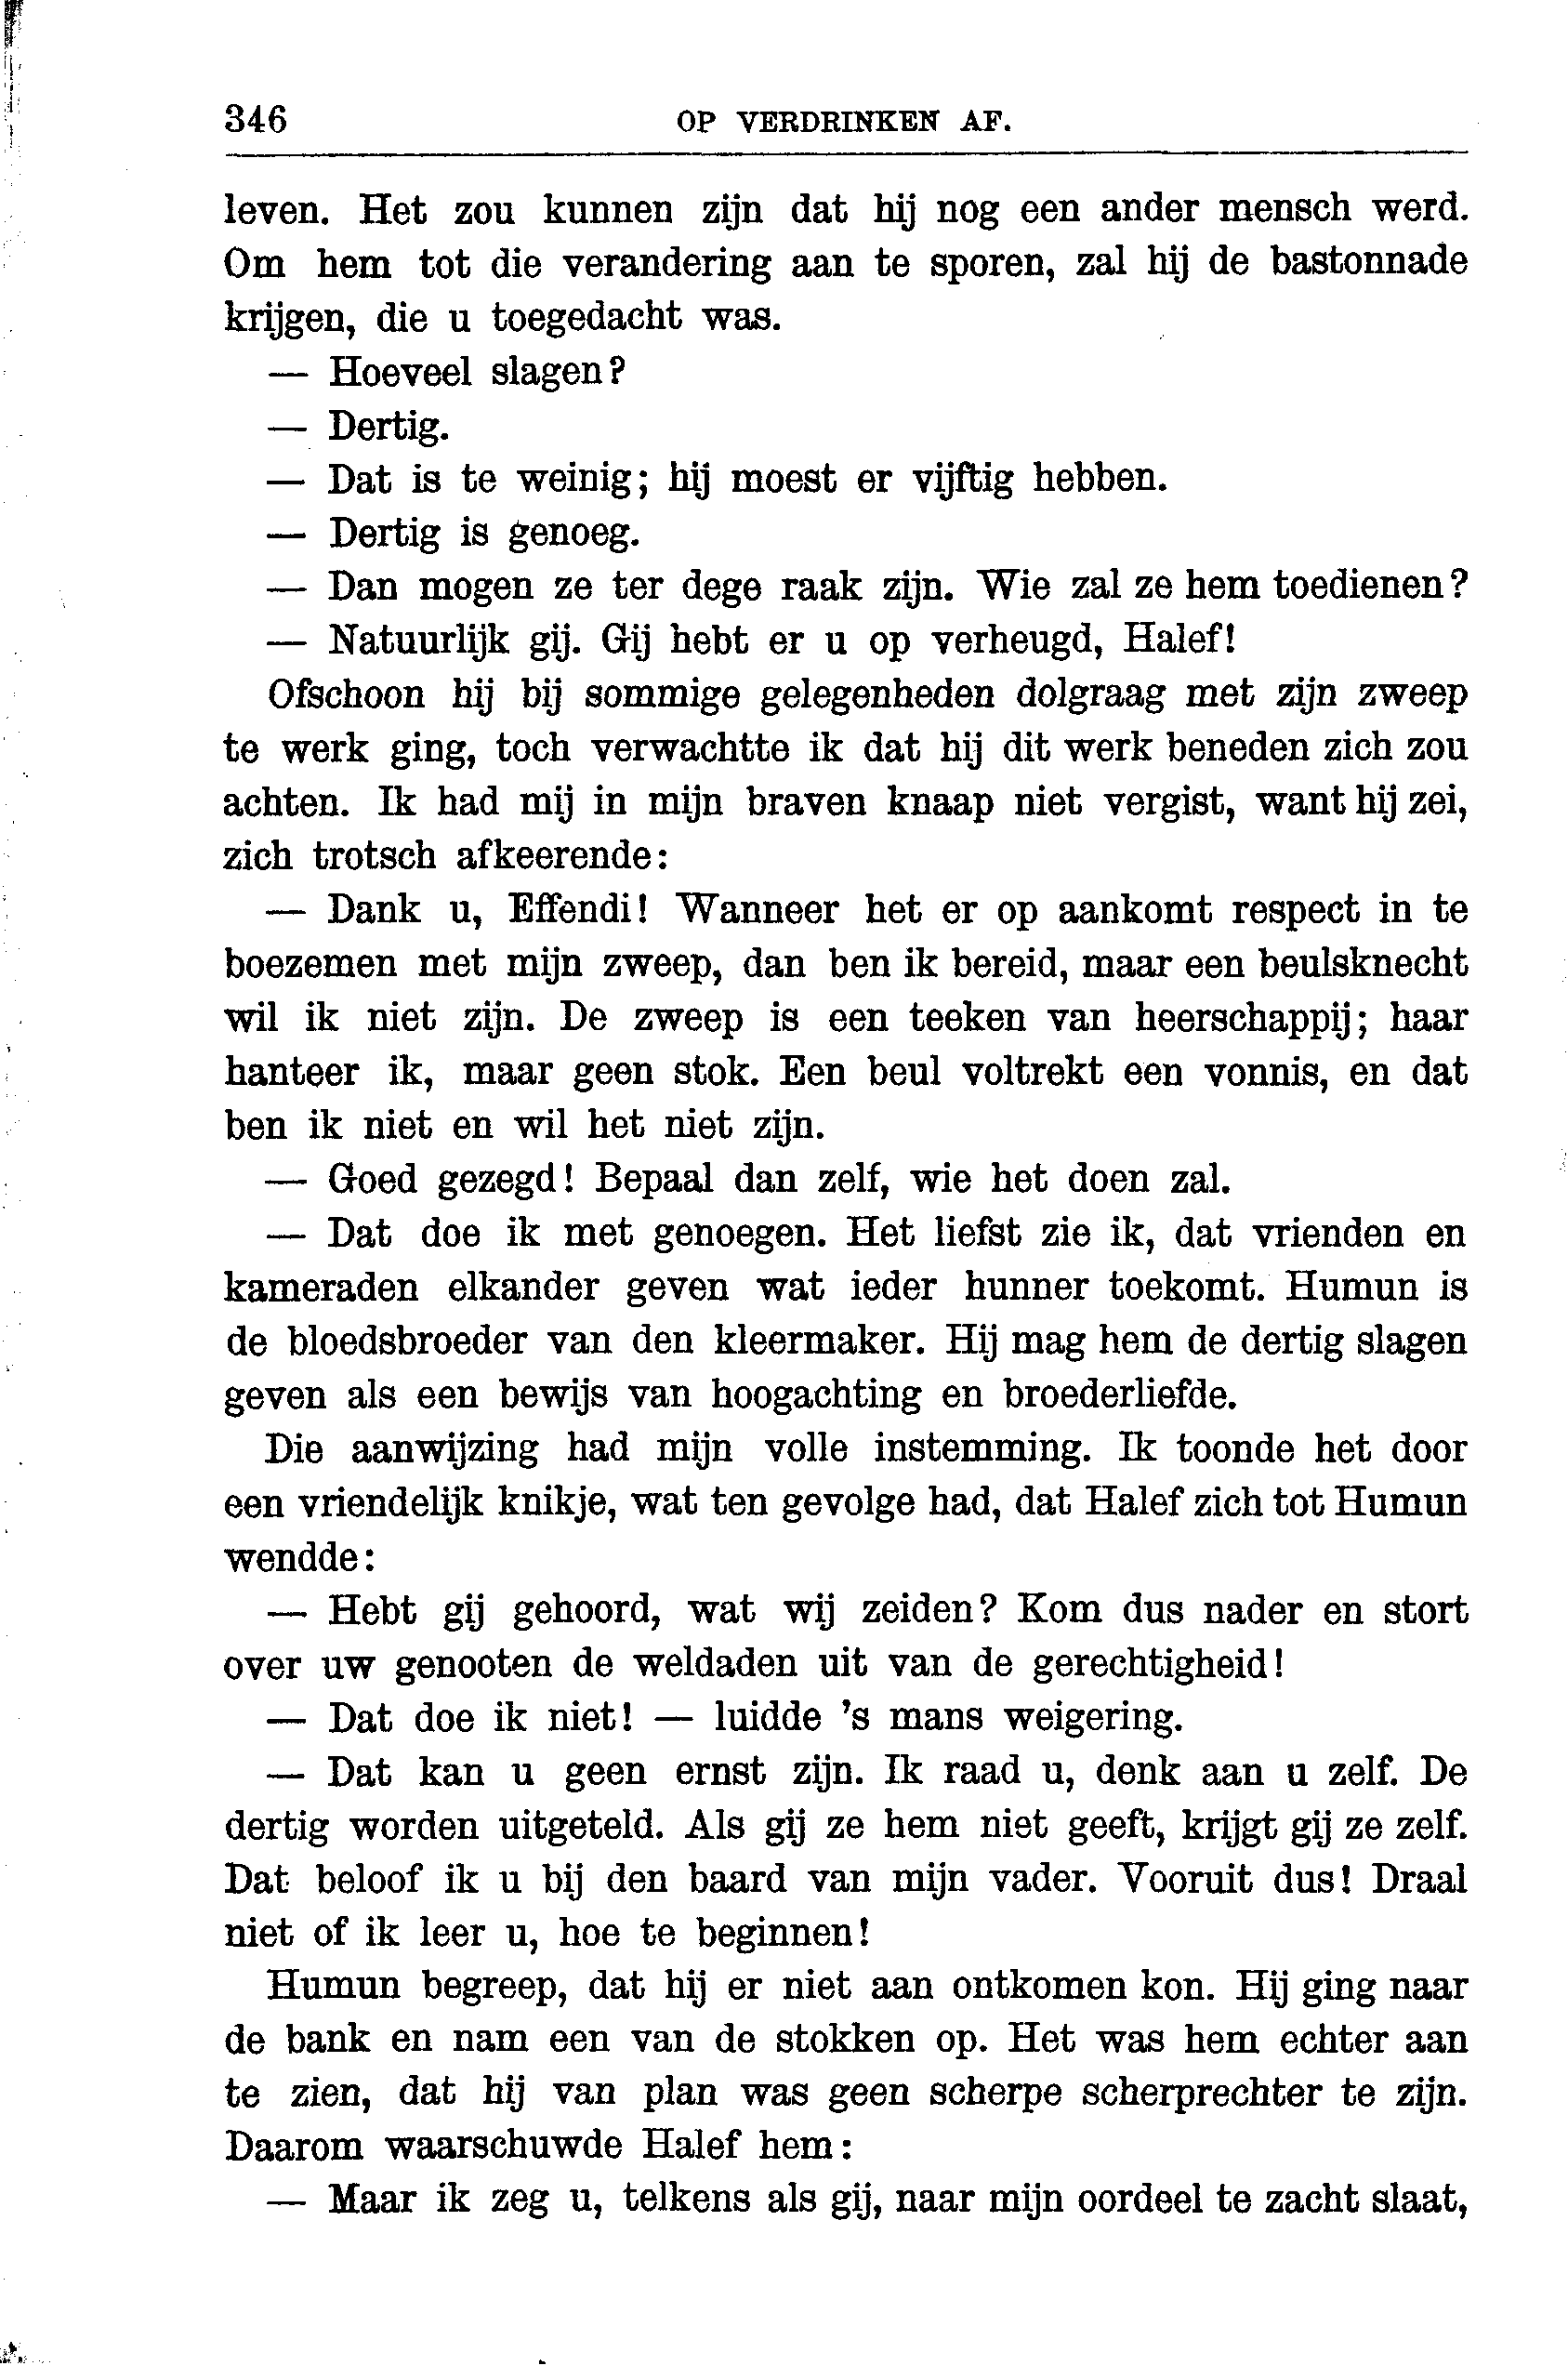 346 OP VERDRINKEN AF.
leven. Het zou kunnen zijn dat hij nog een ander mensch werd.
Om hem tot die verandering aan te sporen, zal hij de bastonnade
krijgen, die u toegedacht was.
— Hoeveel slagen?
— Dertig.
— Dat is te weinig; hij moest er vijftig hebben.
— Dertig is genoeg.
— Dan mogen ze ter dege raak zijn. Wie zal ze hem toedienen?
— Natuurlijk gij. Gij hebt er u op verheugd, Halef!
Ofschoon hij bij sommige gelegenheden dolgraag met zijn zweep
te werk ging, toch verwachtte ik dat hij dit werk beneden zich zou
achten. Ik had mij in mijn braven knaap niet vergist, want hij zei,
zich trotsch afkeerende:
— Dank u, Effendi! Wanneer het er op aankomt respect in te
boezemen met mijn zweep, dan ben ik bereid, maar een beulsknecht
wil ik niet zijn. De zweep is een teeken van heerschappij; haar
hanteer ik, maar geen stok. Een beul voltrekt een vonnis, en dat
ben ik niet en wil het niet zijn.
— Goed gezegd! Bepaal dan zelf, wie het doen zal.
— Dat doe ik met genoegen. Het liefst zie ik, dat vrienden en
kameraden elkander geven wat ieder hunner toekomt. Humun is
de bloedsbroeder van den kleermaker. Hij mag hem de dertig slagen
geven als een bewijs van hoogachting en broederliefde.
Die aanwijzing had mijn volle instemming. Ik toonde het door
een vriendelijk knikje, wat ten gevolge had, dat Halef zich tot Humun
wendde:
— Hebt gij gehoord, wat wij zeiden? Kom dus nader en stort
over uw genooten de weldaden uit van de gerechtigheid!
— Dat doe ik niet! — luidde 's mans weigering.
— Dat kan u geen ernst zijn. Ik raad u, denk aan u zelf. De
dertig worden uitgeteld. Als gij ze hem niet geeft, krijgt gij ze zelf.
Dat beloof ik u bij den baard van mijn vader. Vooruit dus! Draal
niet of ik leer u, hoe te beginnen!
Humun begreep, dat hij er niet aan ontkomen kon. Hij ging naar
de bank en nam een van de stokken op. Het was hem echter aan
te zien, dat hij van plan was geen scherpe scherprechter te zijn.
Daarom waarschuwde Halef hem:
— Maar ik zeg u, telkens als gij, naar mijn oordeel te zacht slaat,